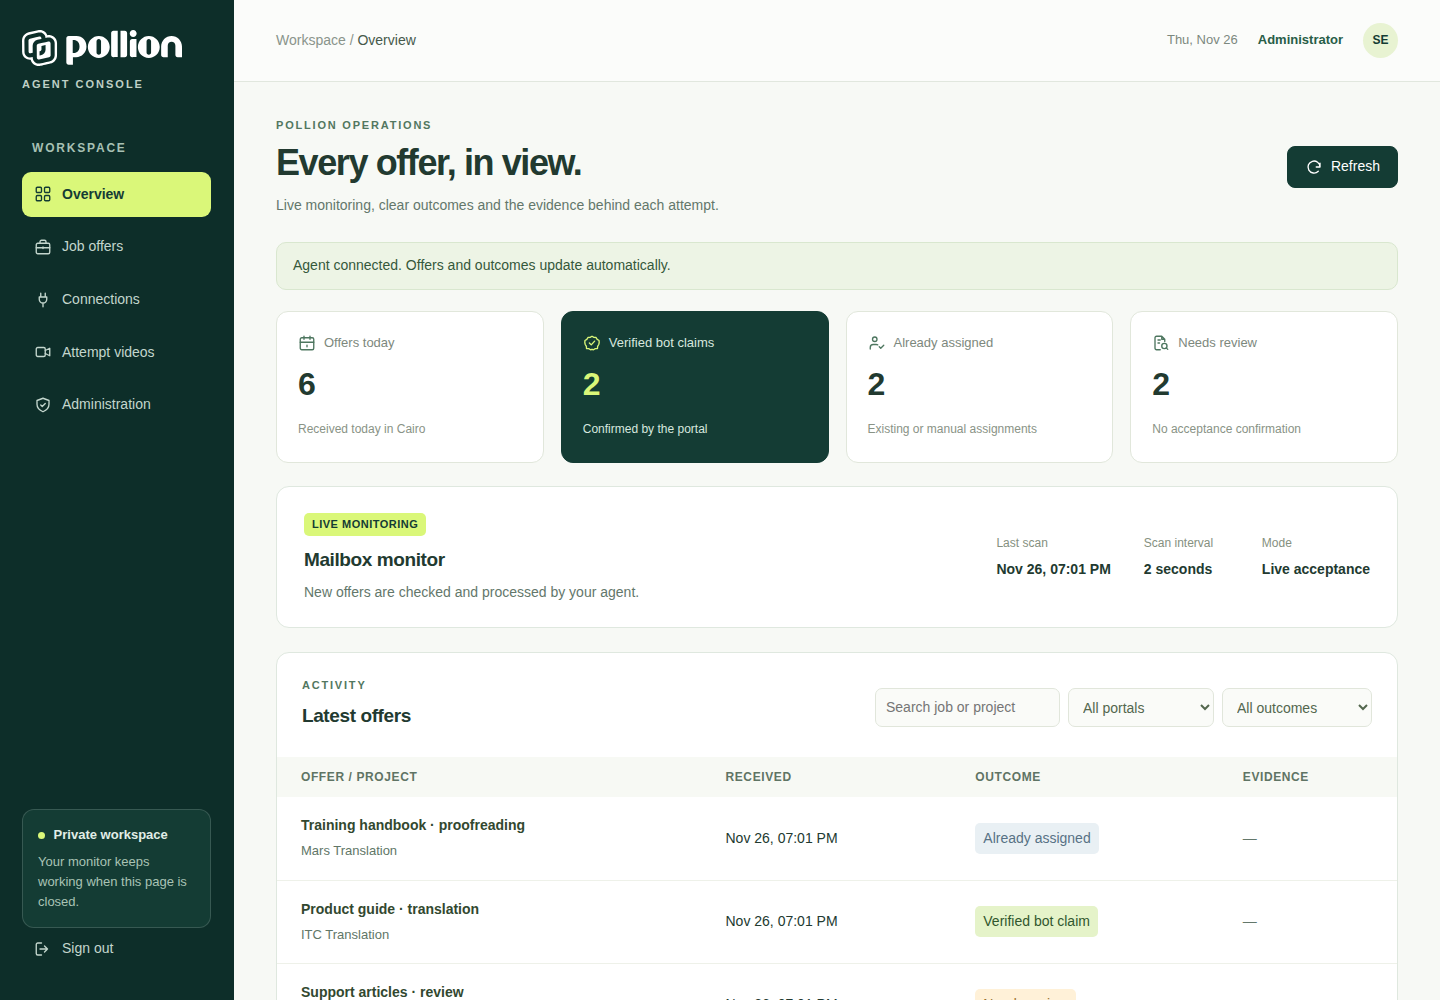 pollion
AGENT CONSOLE
WORKSPACE
Overview
Job offers
Connections
Attempt videos
Administration
Private workspace
Your monitor keeps
working when this page is
closed.
Sign out
Workspace / Overview
Thu, Nov 26
Administrator
SE
POLLION OPERATIONS
Every offer, in view.
Live monitoring, clear outcomes and the evidence behind each attempt.
Refresh
Agent connected. Offers and outcomes update automatically.
Offers today
6
Received today in Cairo
Verified bot claims
2
Confirmed by the portal
Already assigned
2
Existing or manual assignments
Needs review
2
No acceptance confirmation
LIVE MONITORING
Mailbox monitor
New offers are checked and processed by your agent.
Last scan
Nov 26, 07:01 PM
Scan interval
2 seconds
Mode
Live acceptance
ACTIVITY
Latest offers
Search job or project
All portals
All outcomes
OFFER / PROJECT RECEIVED OUTCOME EVIDENCE
Training handbook · proofreading
Mars Translation
Nov 26, 07:01 PM
Already assigned
—
Product guide · translation
ITC Translation
Nov 26, 07:01 PM
Verified bot claim
—
Support articles · review